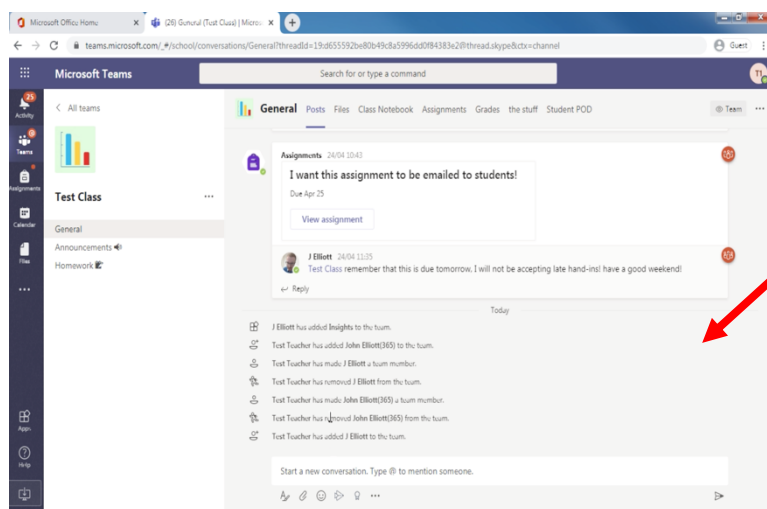 Microsoft Office Home
(26) General (Test Class) | Micros
teams.microsoft.com/_#/school/conversations/General?threadId=19:d655592be80b49c8a5996dd0f84383e2@thread.skype&ctx=channel
Guest
Microsoft Teams
Search for or type a command
25
Activity
All teams
General Posts Files Class Notebook Assignments Grades the stuff Student POD
Team
Teams
Assignments 24/04 10:43
I want this assignment to be emailed to students!
Due Apr 25
View assignment
Assignments
Test Class
Calendar
General
Announcements
Homework
Files
J Elliott 24/04 11:35
Test Class remember that this is due tomorrow. I will not be accepting late hand-ins! have a good weekend!
Reply
Today
J Elliott has added Insights to the team.
Test Teacher has added John Elliott(365) to the team.
Test Teacher has made J Elliott a team member.
Test Teacher has removed J Elliott from the team.
Test Teacher has made John Elliott(365) a team member.
Test Teacher has removed John Elliott(365) from the team.
Test Teacher has added J Elliott to the team.
Apps
Help
Start a new conversation. Type @ to mention someone.